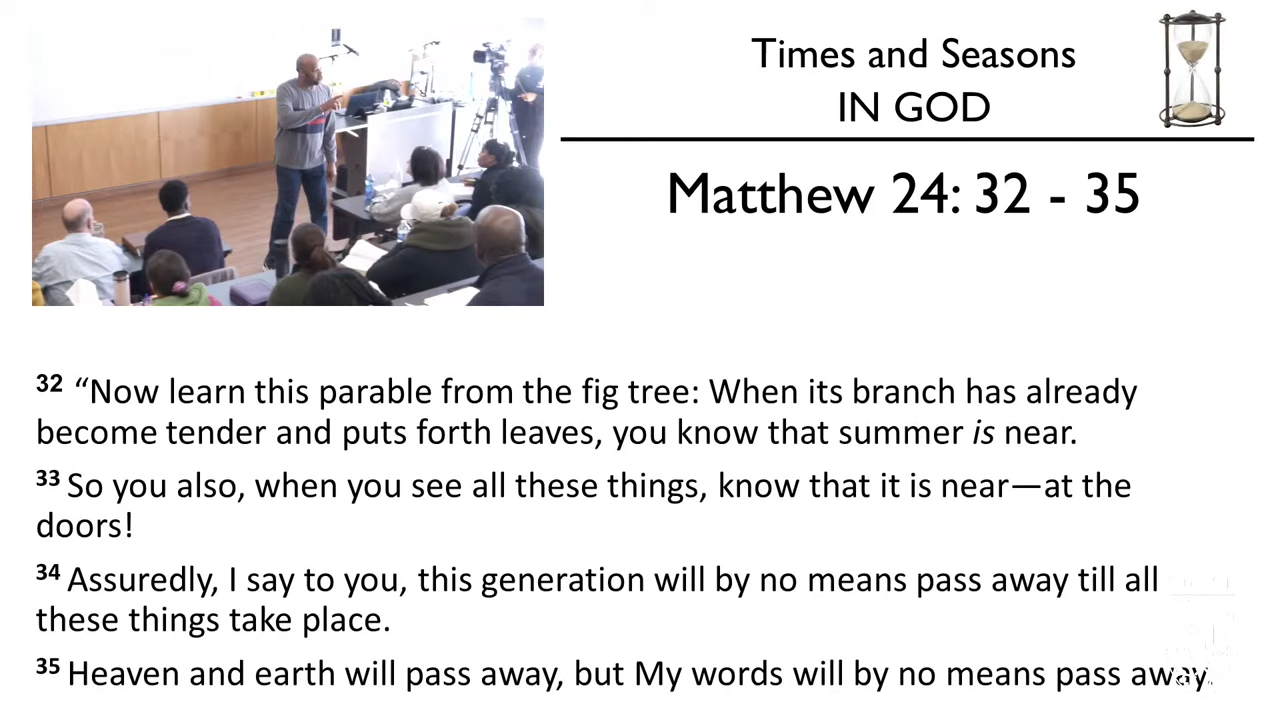 Times and Seasons
IN GOD
Matthew 24: 32 - 35
32 “Now learn this parable from the fig tree: When its branch has already
become tender and puts forth leaves, you know that summer is near.
33 So you also, when you see all these things, know that it is near—at the
doors!
34 Assuredly, I say to you, this generation will by no means pass away till all
these things take place.
35 Heaven and earth will pass away, but My words will by no means pass away.